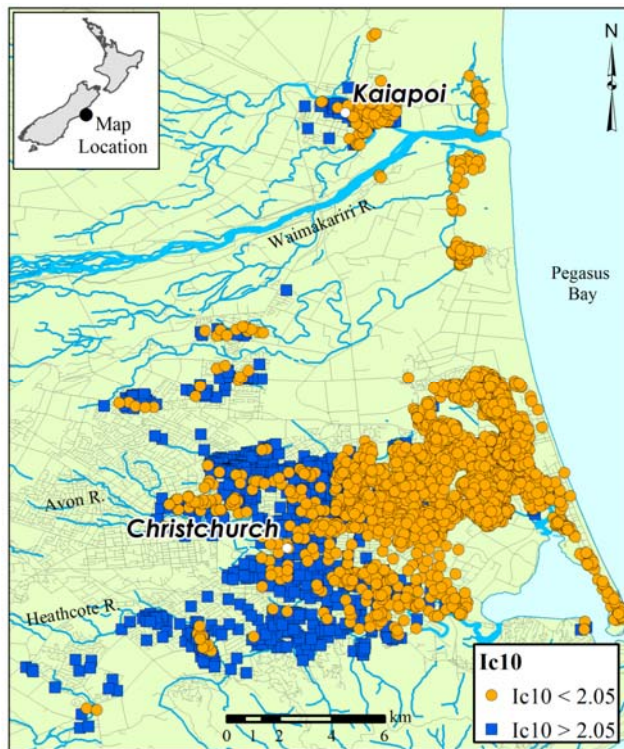 N
Kaiapoi
Map
Location
Waimakariri R.
Pegasus
Bay
Avon R.
Christchurch
Heathcote R.
Ic10
Ic10 < 2.05
Ic10 > 2.05
0 2 4 6
km